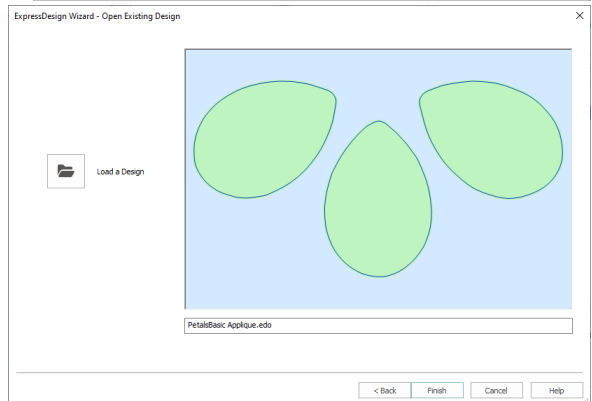 ExpressDesign Wizard - Open Existing Design
Load a Design
PetalsBasic Applique.edo
< Back Finish Cancel Help